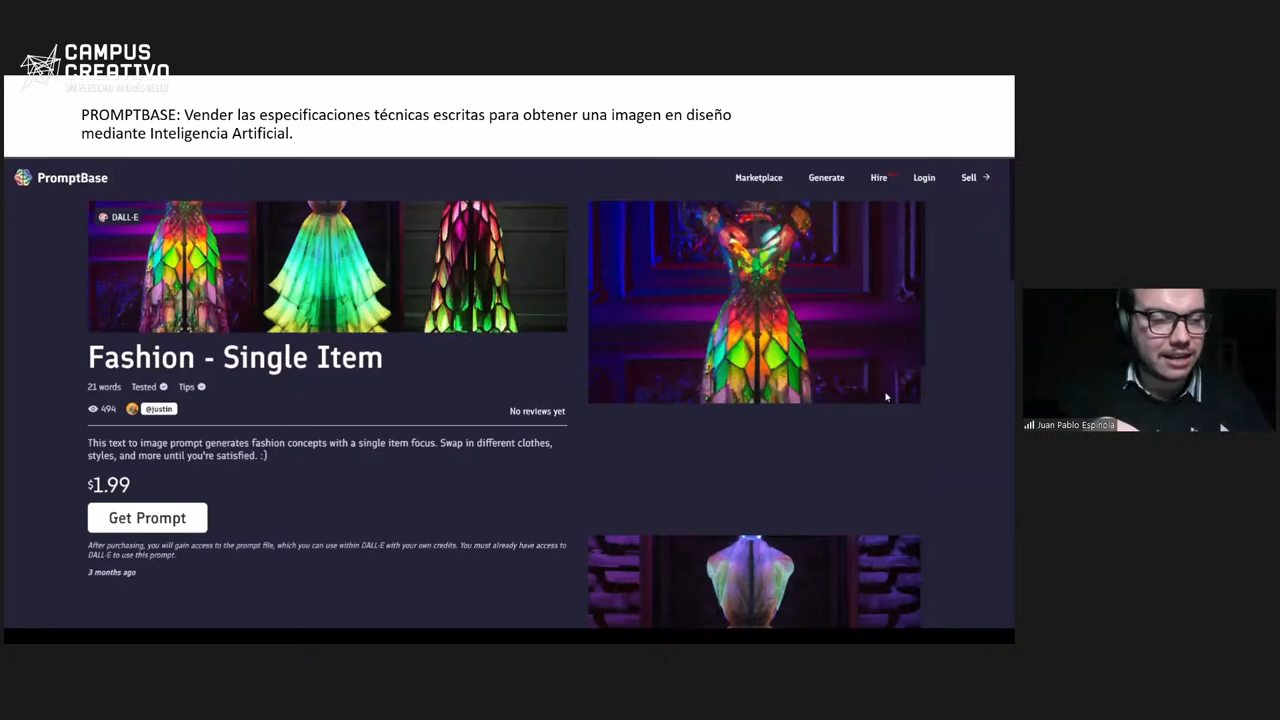 CAMPUS
CREATIVO
UNIVERSIDAD ANDRÉS BELLO
PROMPTBASE: Vender las especificaciones técnicas escritas para obtener una imagen en diseño
mediante Inteligencia Artificial.
PromptBase
Marketplace
Generate
Hire
Login
Sell
DALL·E
Fashion - Single Item
21 words
Tested
Tips
494
@justin
No reviews yet
This text to image prompt generates fashion concepts with a single item focus. Swap in different clothes,
styles, and more until you're satisfied. :)
$1.99
Get Prompt
After purchasing, you will gain access to the prompt file, which you can use within DALL-E with your own credits. You must already have access to
DALL-E to use this prompt.
3 months ago
Juan Pablo Espinola